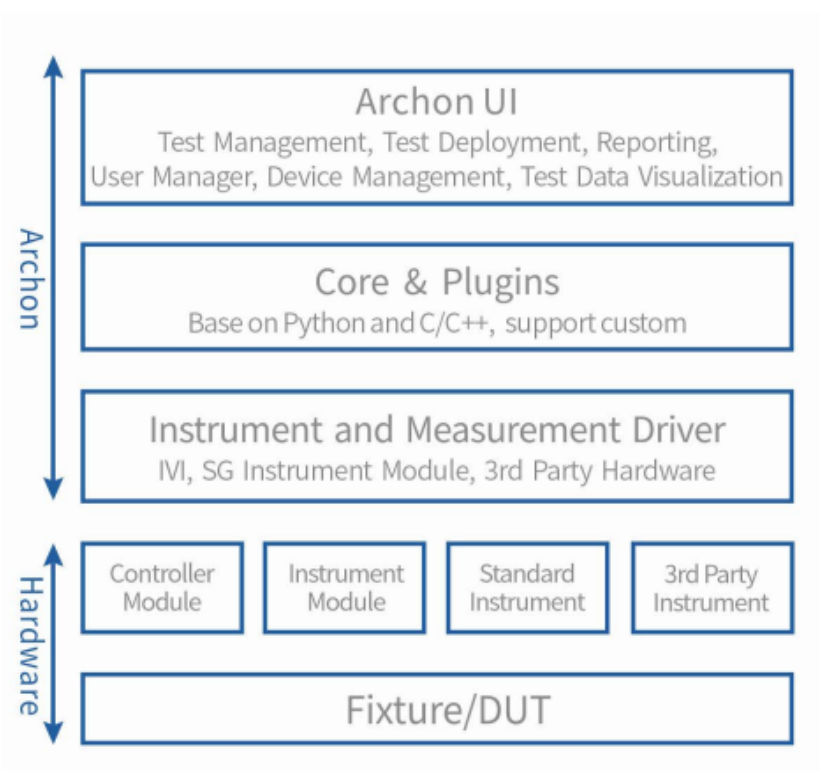 Archon UI
Test Management, Test Deployment, Reporting,
User Manager, Device Management, Test Data Visualization
Archon
Core & Plugins
Base on Python and C/C++, support custom
Instrument and Measurement Driver
IVI, SG Instrument Module, 3rd Party Hardware
Hardware
Controller
Module
Instrument
Module
Standard
Instrument
3rd Party
Instrument
Fixture/DUT